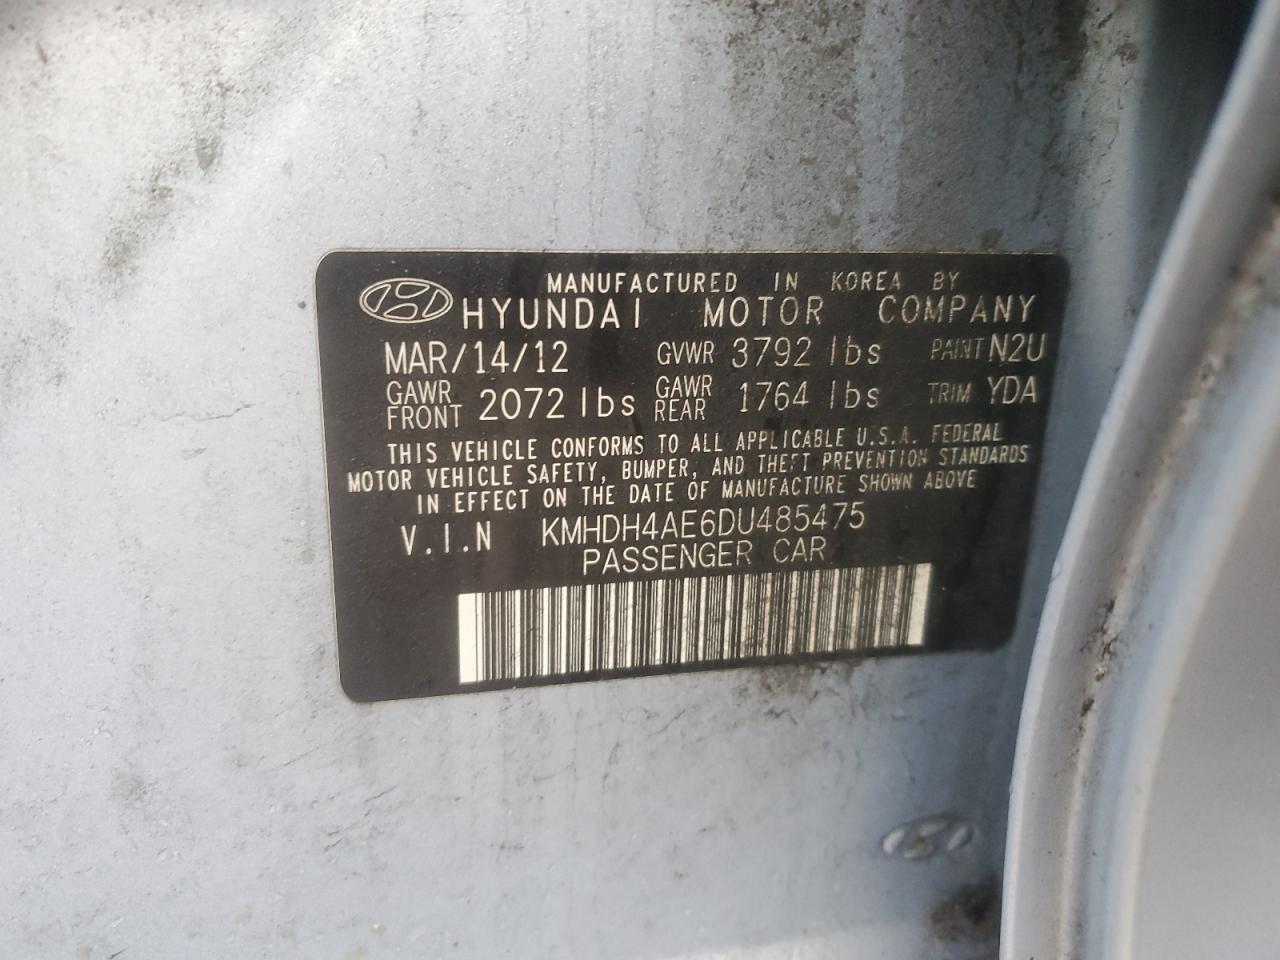 MANUFACTURED IN KOREA BY
HYUNDAI MOTOR COMPANY
MAR/14/12 GVWR 3792 lbs PAINT N2U
GAWR FRONT 2072 lbs GAWR REAR 1764 lbs TRIM YDA
THIS VEHICLE CONFORMS TO ALL APPLICABLE U.S.A. FEDERAL
MOTOR VEHICLE SAFETY, BUMPER, AND THEFT PREVENTION STANDARDS
IN EFFECT ON THE DATE OF MANUFACTURE SHOWN ABOVE
V.I.N KMHDH4AE6DU485475
PASSENGER CAR